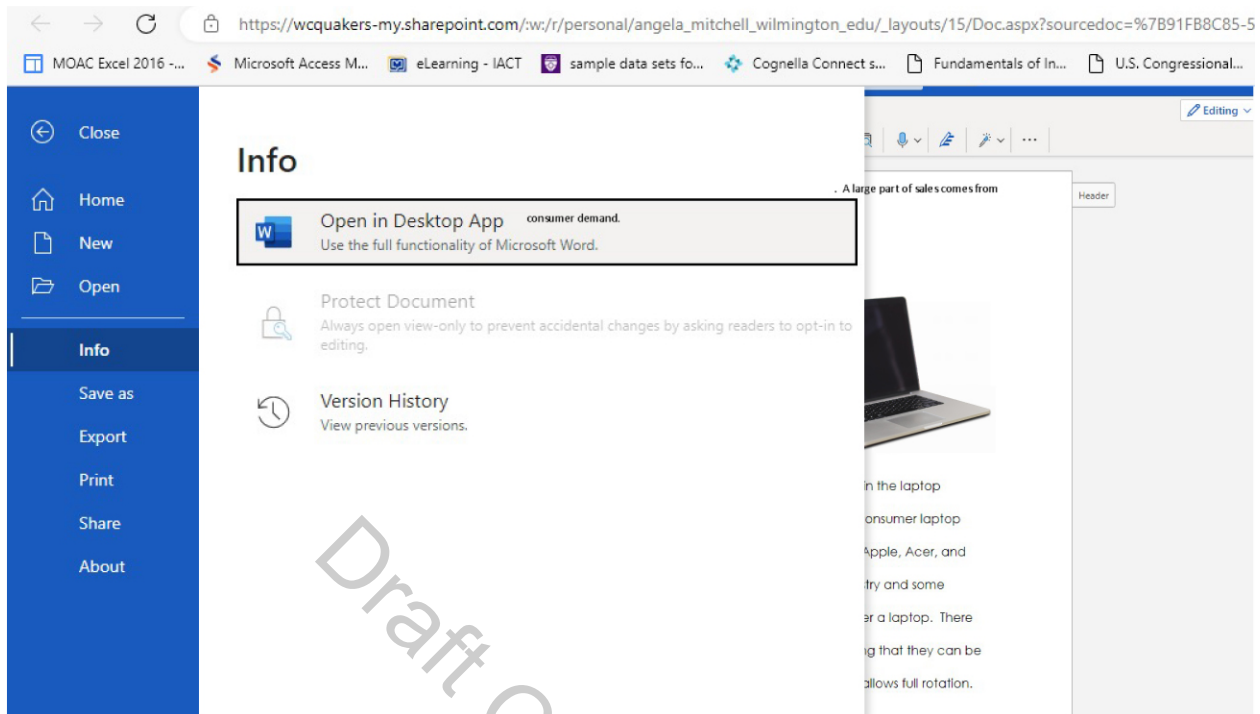 https://wcquakers-my.sharepoint.com/:w:/r/personal/angela_mitchell_wilmington_edu/_layouts/15/Doc.aspx?sourcedoc=%7B91FB8C85-5
MOAC Excel 2016 -... Microsoft Access M... eLearning - IACT sample data sets fo... Cognella Connect s... Fundamentals of In... U.S. Congressional...
Close
Home
New
Open
Info
Save as
Export
Print
Share
About
Info
Open in Desktop App consumer demand.
Use the full functionality of Microsoft Word.
Protect Document
Always open view-only to prevent accidental changes by asking readers to opt-in to
editing.
Version History
View previous versions.
Editing
. A large part of sales comes from
Header
in the laptop
onsumer laptop
Apple, Acer, and
try and some
er a laptop. There
ng that they can be
allows full rotation.
W
Draft